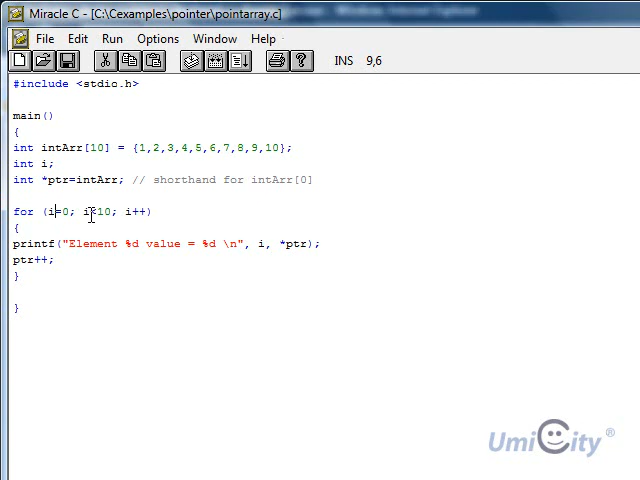 Miracle C - [C:\Cexamples\pointer\pointarray.c]
File Edit Run Options Window Help
INS 9,6
#include <stdio.h>
main()
{
int intArr[10] = {1,2,3,4,5,6,7,8,9,10};
int i;
int *ptr=intArr; // shorthand for intArr[0]
for (i=0; i<10; i++)
{
printf("Element %d value = %d \n", i, *ptr);
ptr++;
}
}
UmiCity ®